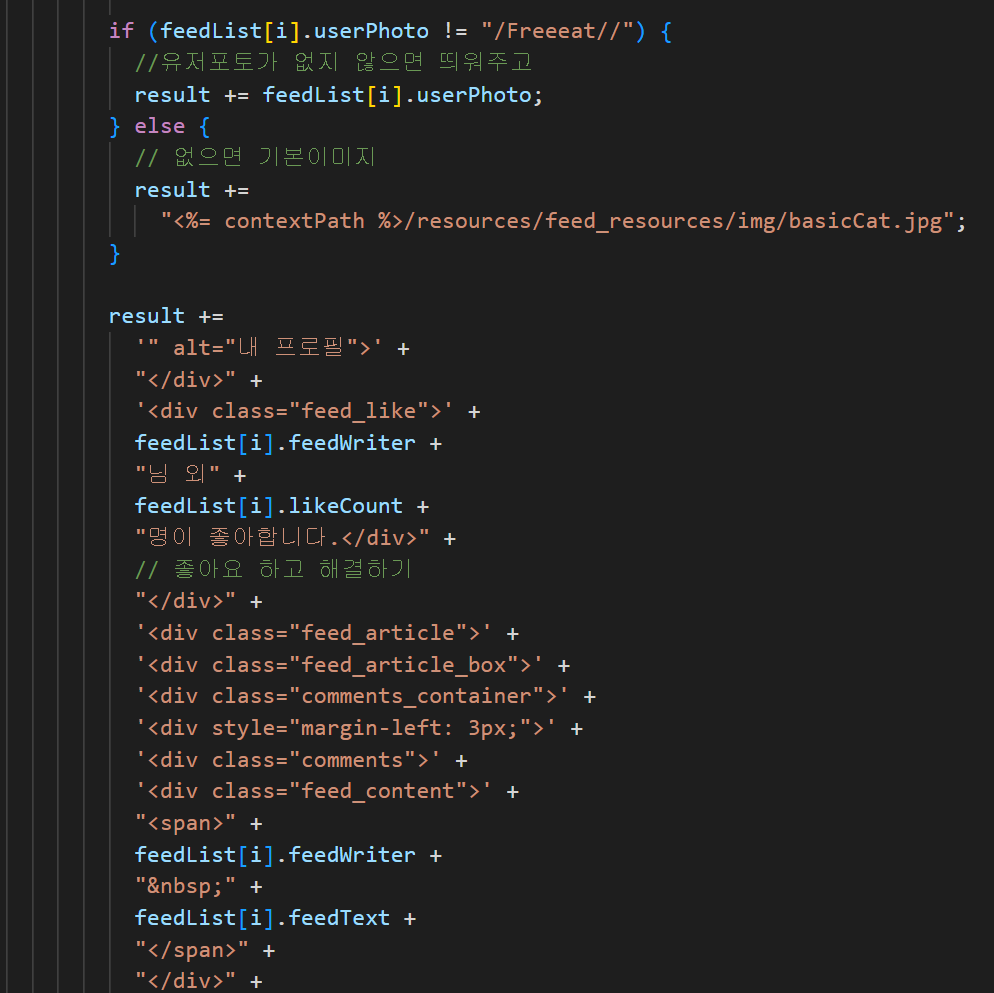 if (feedList[i].userPhoto != "/Freeeat//") {
//유저포토가 없지 않으면 띄워주고
result += feedList[i].userPhoto;
} else {
// 없으면 기본이미지
result +=
"<%= contextPath %>/resources/feed_resources/img/basicCat.jpg";
}
result +=
'" alt="내 프로필">' +
"</div>" +
'<div class="feed_like">' +
feedList[i].feedWriter +
"님 외" +
feedList[i].likeCount +
"명이 좋아합니다.</div>" +
// 좋아요 하고 해결하기
"</div>" +
'<div class="feed_article">' +
'<div class="feed_article_box">' +
'<div class="comments_container">' +
'<div style="margin-left: 3px;">' +
'<div class="comments">' +
'<div class="feed_content">' +
"<span>" +
feedList[i].feedWriter +
"&nbsp;" +
feedList[i].feedText +
"</span>" +
"</div>" +